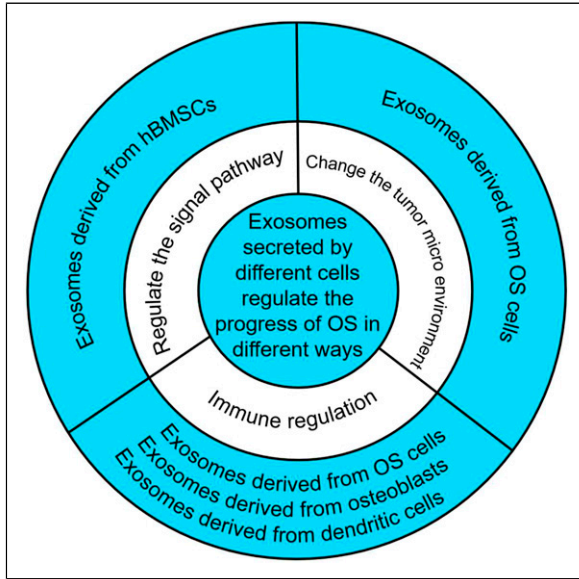 Exosomes derived from hBMSCs
Exosomes derived from OS cells
Regulate the signal pathway
Change the tumor micro environment
Exosomes
secreted by
different cells
regulate the
progress of OS in
different ways
Immune regulation
Exosomes derived from OS cells
Exosomes derived from osteoblasts
Exosomes derived from dendritic cells